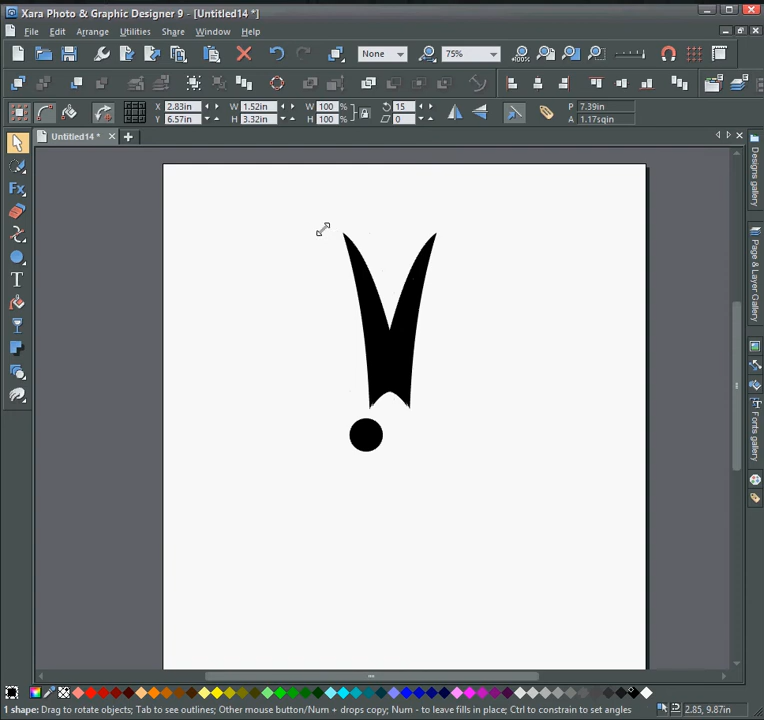 Xara Photo & Graphic Designer 9 - [Untitled14 *]
File Edit Arrange Utilities Share Window Help
None 75%
X 2.83in W 1.52in W 100 % 15 P 7.39in
Y 6.57in H 3.32in H 100 % 0 A 1.17sqin
Untitled14 *
Designs gallery
Page & Layer Gallery
Fonts gallery
1 shape: Drag to rotate objects; Tab to see outlines; Other mouse button/Num + drops copy; Num - to leave fills in place; Ctrl to constrain to set angles 2.85, 9.87in